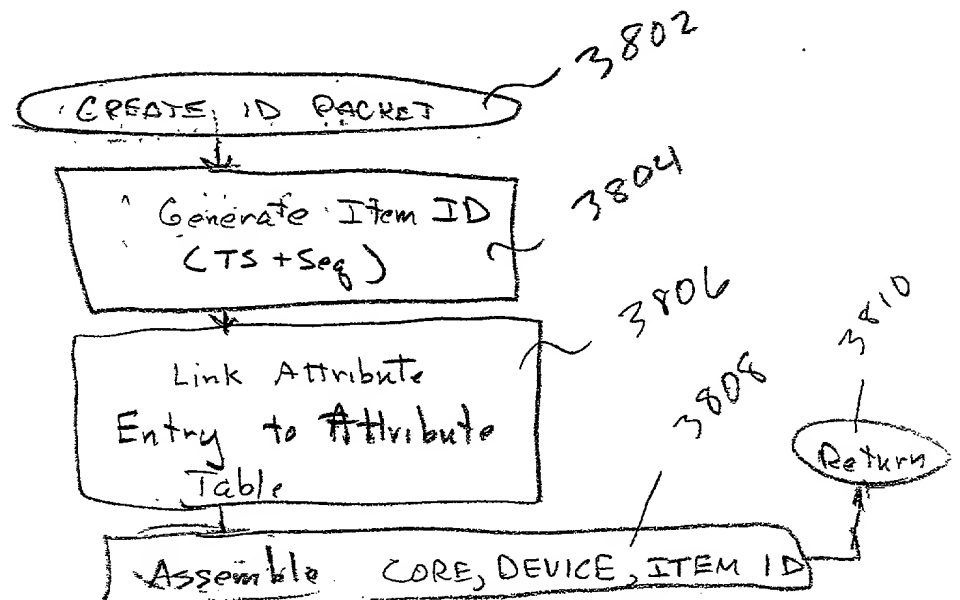 3802
CREATE ID PACKET
3804
Generate Item ID
(TS + Seq)
3806
Link Attribute
Entry to Attribute
Table
3808
3810
Return
Assemble CORE, DEVICE, ITEM ID